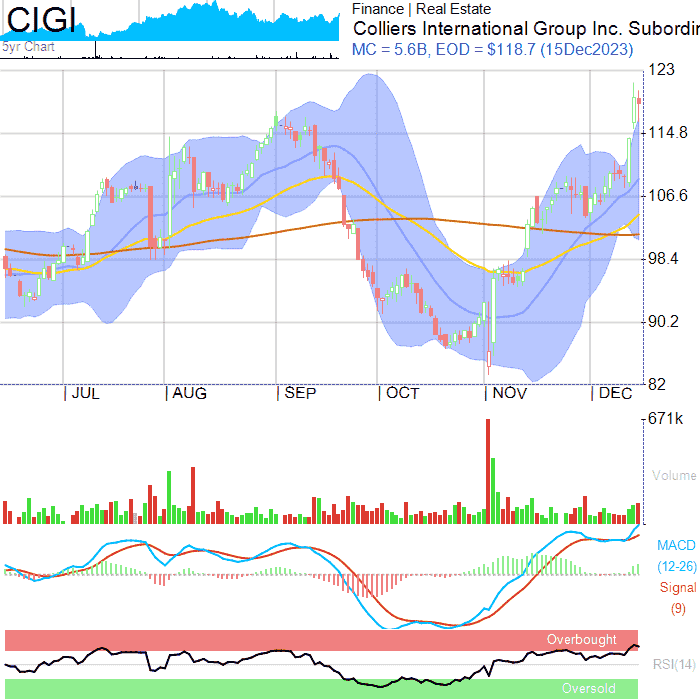 CIGI
Finance | Real Estate
Colliers International Group Inc. Subordin
5yr Chart
MC = 5.6B, EOD = $118.7 (15Dec2023)
123
114.8
106.6
98.4
90.2
82
| JUL | AUG | SEP | OCT | NOV | DEC
671k
Volume
MACD
(12-26)
Signal
(9)
Overbought
RSI(14)
Oversold